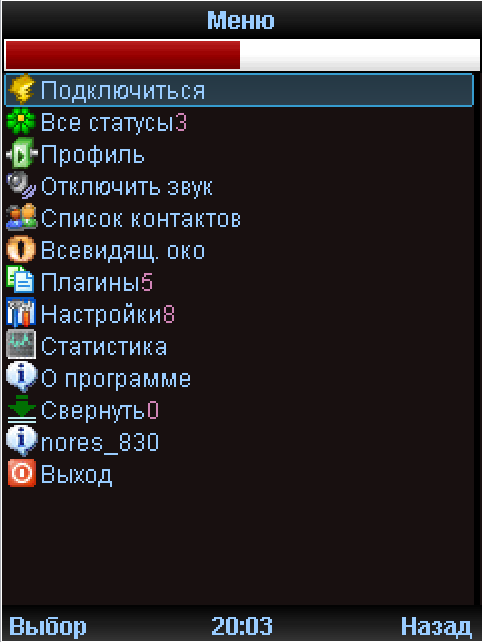 Меню
Подключиться
Все статусы3
Профиль
Отключить звук
Список контактов
Всевидящ. око
Плагины5
Настройки8
Статистика
О программе
Свернуть0
nores_830
Выход
Выбор 20:03 Назад